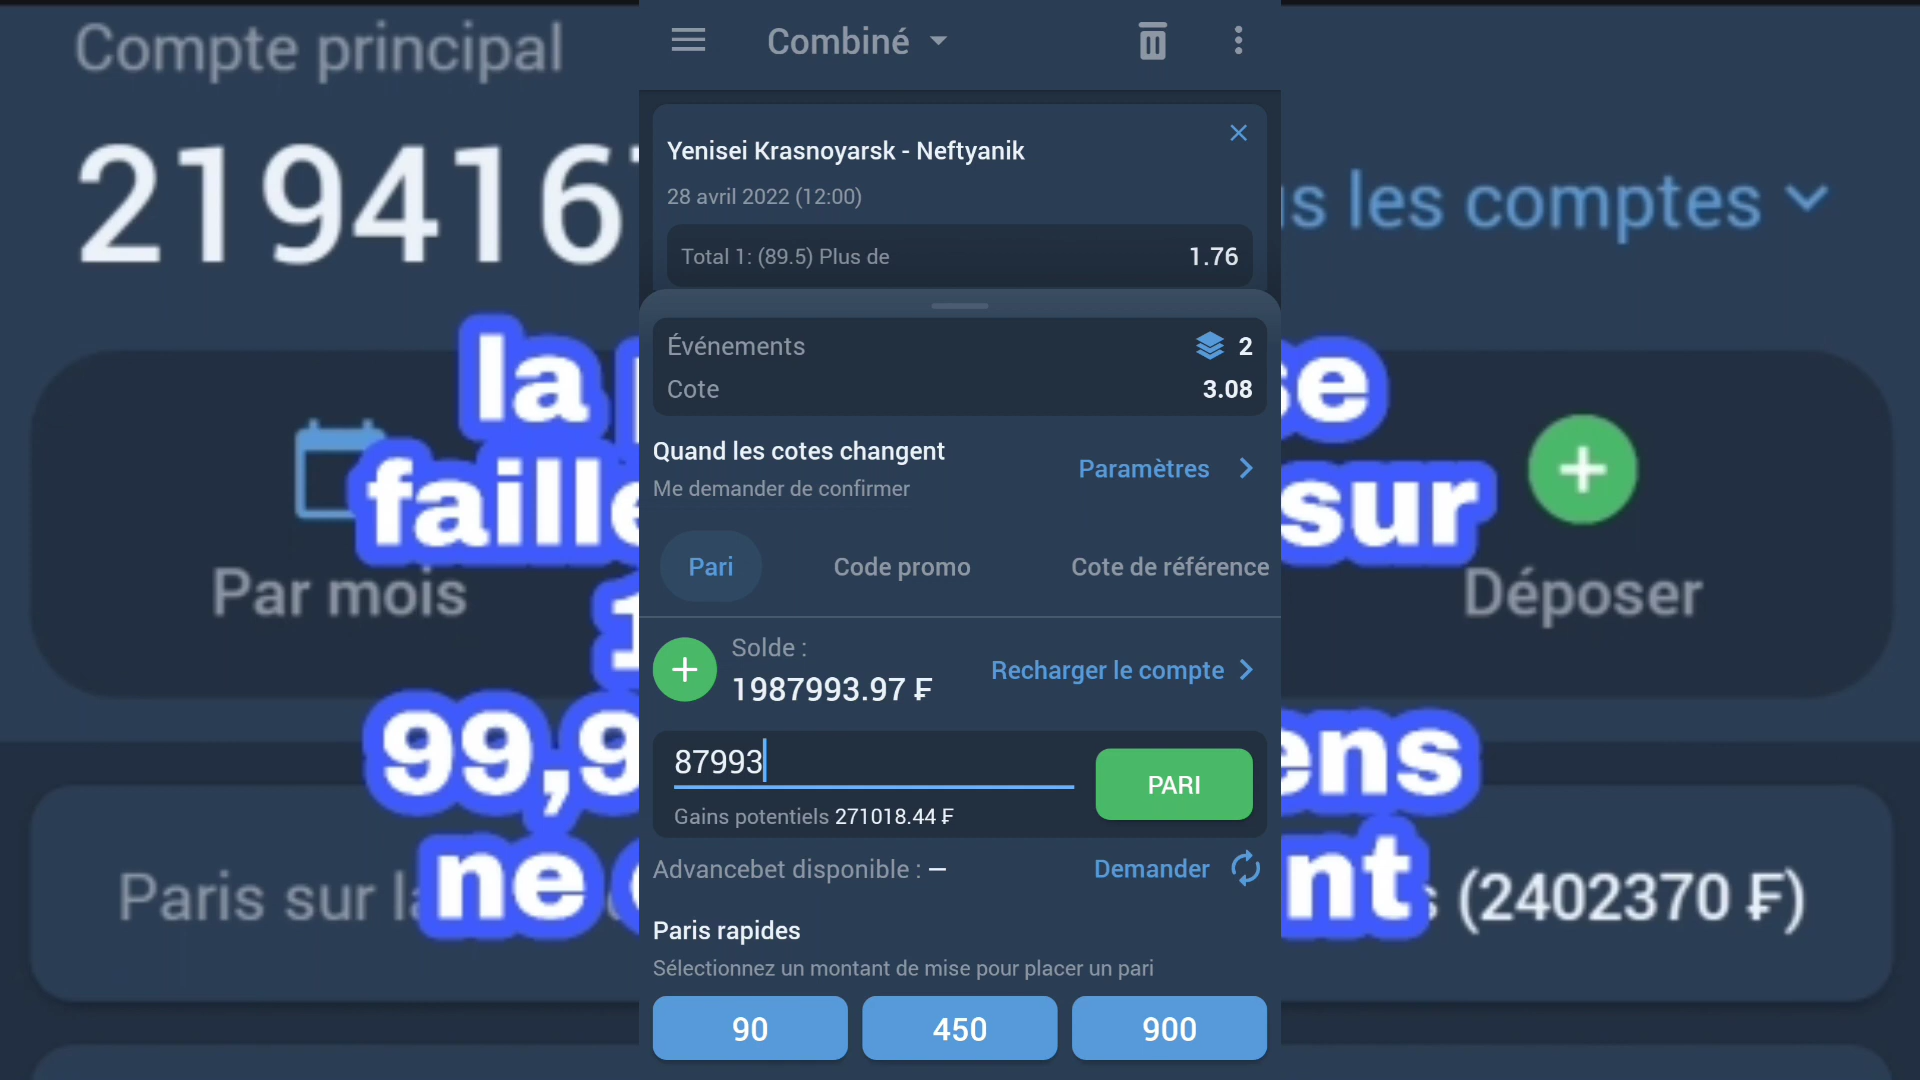 Compte principal
219416
s les comptes
la
se
faille
sur
Par mois
Déposer
99,9
ens
Paris sur la
ne
nt
s (2402370 ₣)
Combiné
Yenisei Krasnoyarsk - Neftyanik
28 avril 2022 (12:00)
Total 1: (89.5) Plus de 1.76
Événements 2
Cote 3.08
Quand les cotes changent
Me demander de confirmer
Paramètres
Pari Code promo Cote de référence
Solde :
1987993.97 ₣
Recharger le compte
87993
PARI
Gains potentiels 271018.44 ₣
Advancebet disponible : — Demander
Paris rapides
Sélectionnez un montant de mise pour placer un pari
90 450 900